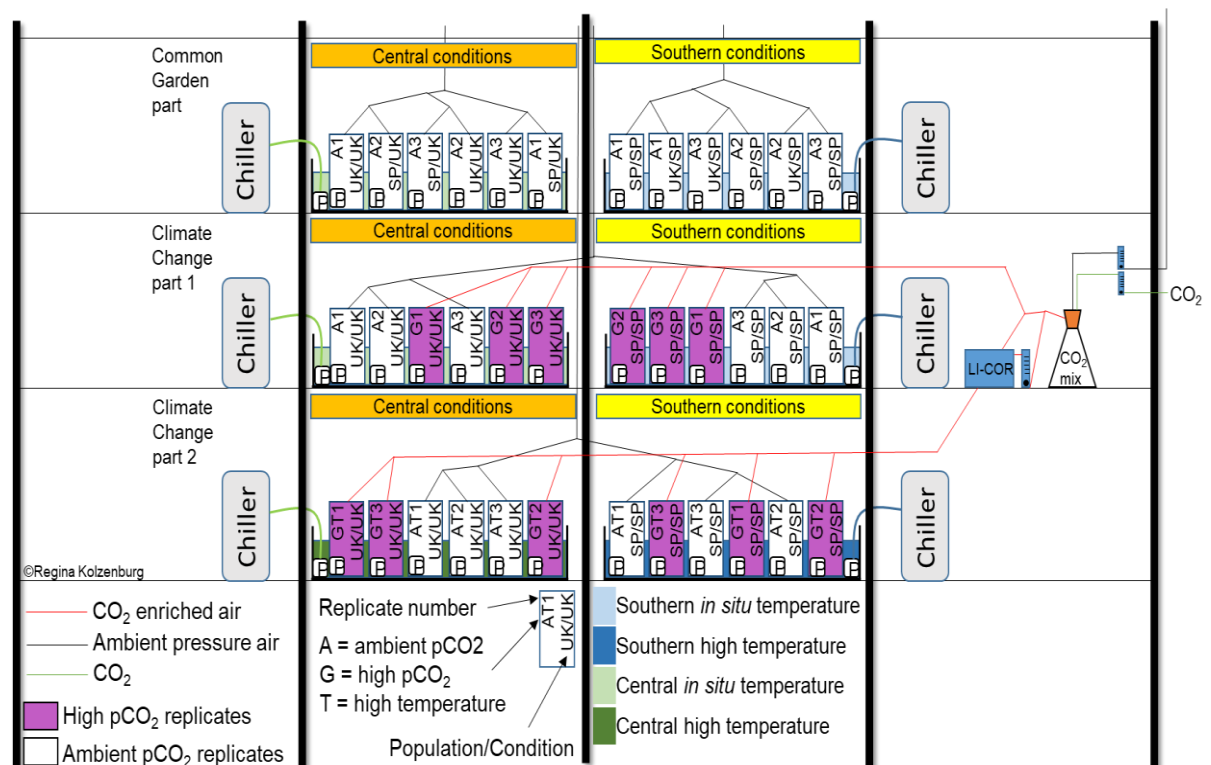 Common
Garden
part
Central conditions
Southern conditions
Chiller
A1 UK/UK
A2 SP/UK
A3 SP/UK
A2 UK/UK
A3 UK/UK
A1 SP/UK
P
P
P
P
P
P
P
A1 SP/SP
A1 UK/SP
A3 UK/SP
A2 SP/SP
A2 UK/SP
A3 SP/SP
P
P
P
P
P
P
P
Chiller
Climate
Change
part 1
Central conditions
Southern conditions
Chiller
A1 UK/UK
A2 UK/UK
G1 UK/UK
A3 UK/UK
G2 UK/UK
G3 UK/UK
P
P
P
P
P
P
P
G2 SP/SP
G3 SP/SP
G1 SP/SP
A3 SP/SP
A2 SP/SP
A1 SP/SP
P
P
P
P
P
P
P
Chiller
CO2
LI-COR
CO2
mix
Climate
Change
part 2
Central conditions
Southern conditions
Chiller
GT1 UK/UK
GT3 UK/UK
AT1 UK/UK
AT2 UK/UK
AT3 UK/UK
GT2 UK/UK
P
P
P
P
P
P
P
AT1 SP/SP
GT3 SP/SP
AT3 SP/SP
GT1 SP/SP
AT2 SP/SP
GT2 SP/SP
P
P
P
P
P
P
P
Chiller
©Regina Kolzenburg
CO2 enriched air
Ambient pressure air
CO2
High pCO2 replicates
Ambient pCO2 replicates
Replicate number
A = ambient pCO2
G = high pCO2
T = high temperature
AT1
UK/UK
Population/Condition
Southern in situ temperature
Southern high temperature
Central in situ temperature
Central high temperature